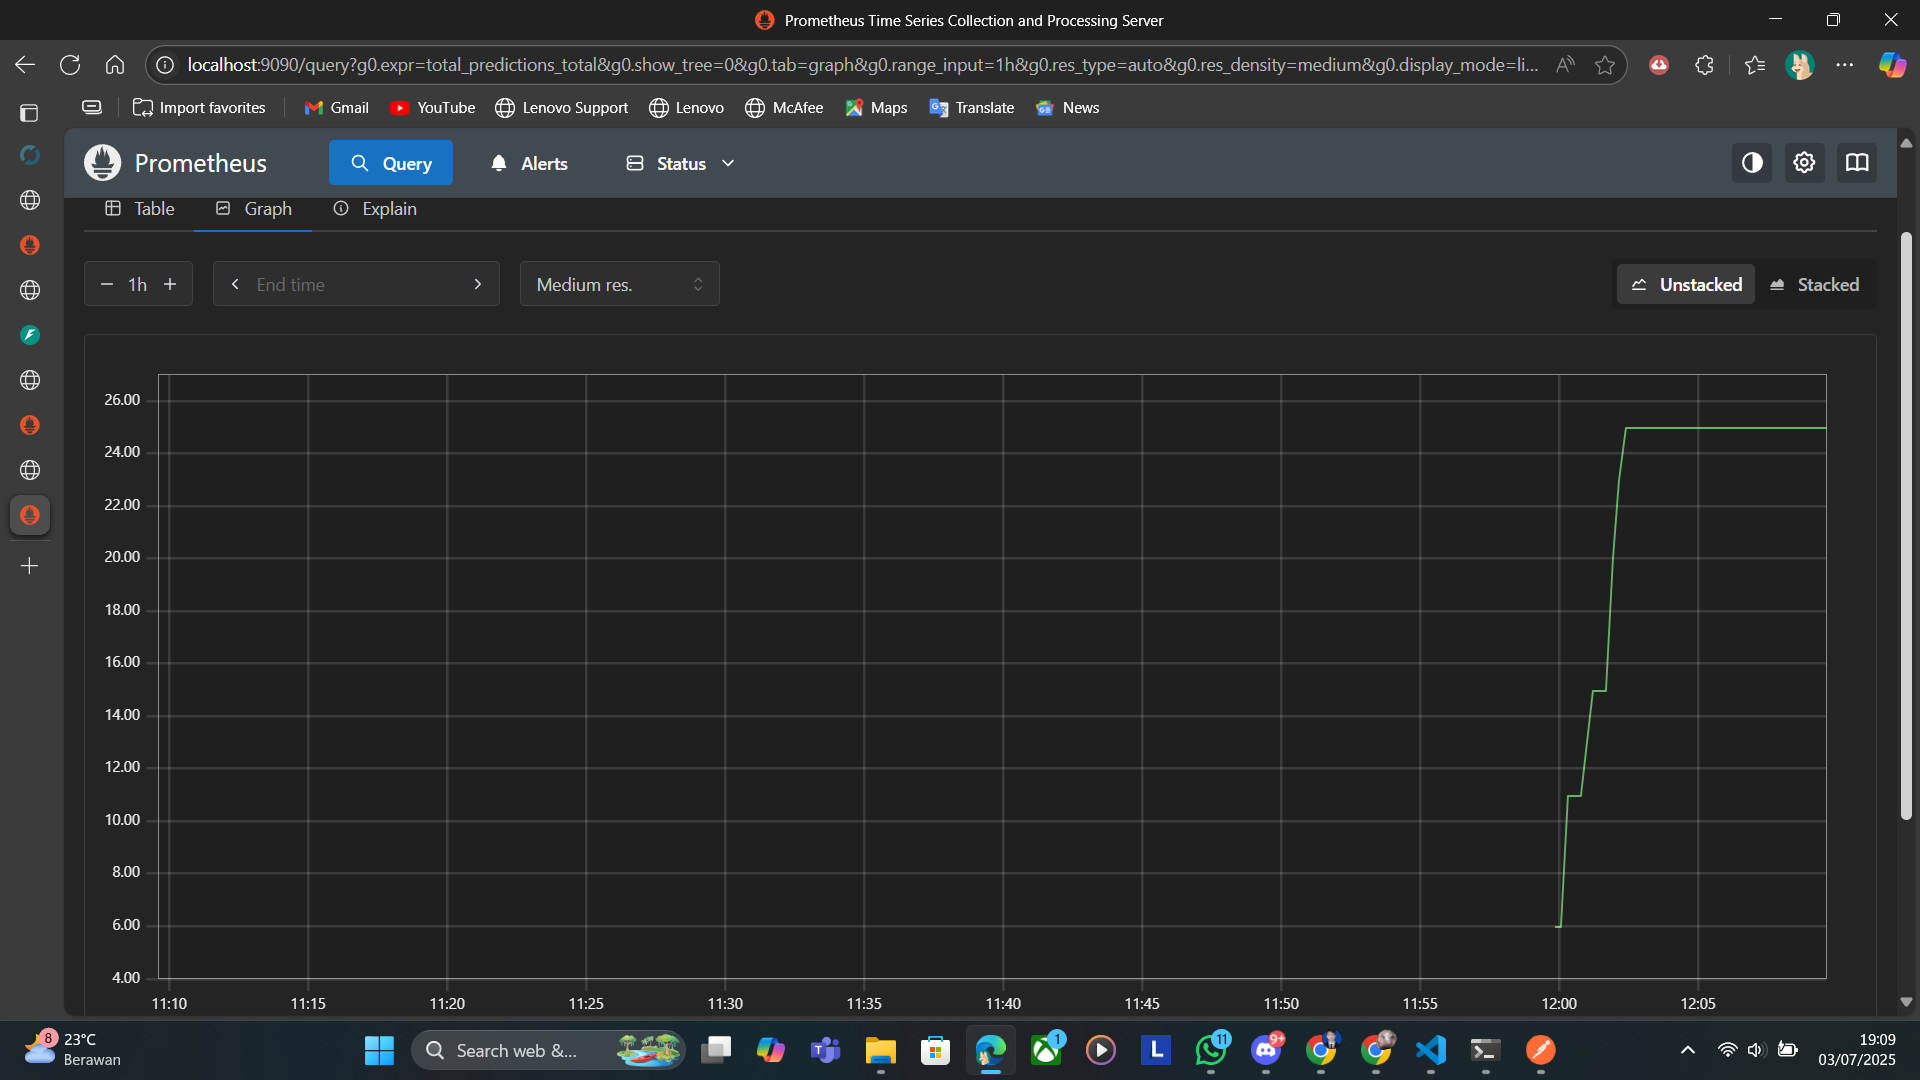 Prometheus Time Series Collection and Processing Server
localhost:9090/query?g0.expr=total_predictions_total&g0.show_tree=0&g0.tab=graph&g0.range_input=1h&g0.res_type=auto&g0.res_density=medium&g0.display_mode=li...
Import favorites
Gmail
YouTube
Lenovo Support
Lenovo
McAfee
Maps
Translate
News
Prometheus
Query
Alerts
Status
Table
Graph
Explain
1h
End time
Medium res.
Unstacked
Stacked
26.00
24.00
22.00
20.00
18.00
16.00
14.00
12.00
10.00
8.00
6.00
4.00
11:10
11:15
11:20
11:25
11:30
11:35
11:40
11:45
11:50
11:55
12:00
12:05
8
23°C
Berawan
Search web &...
1
L
11
9+
19:09
03/07/2025